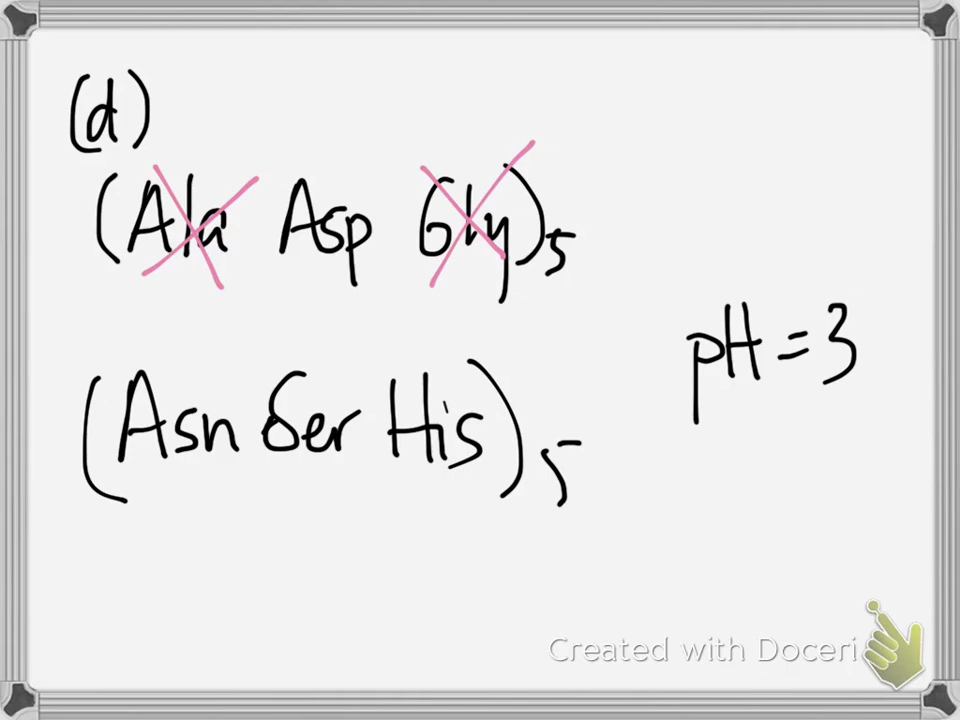 (d)
(Ala Asp Gly)5
pH = 3
(Asn Ser His)5
Created with Doceri